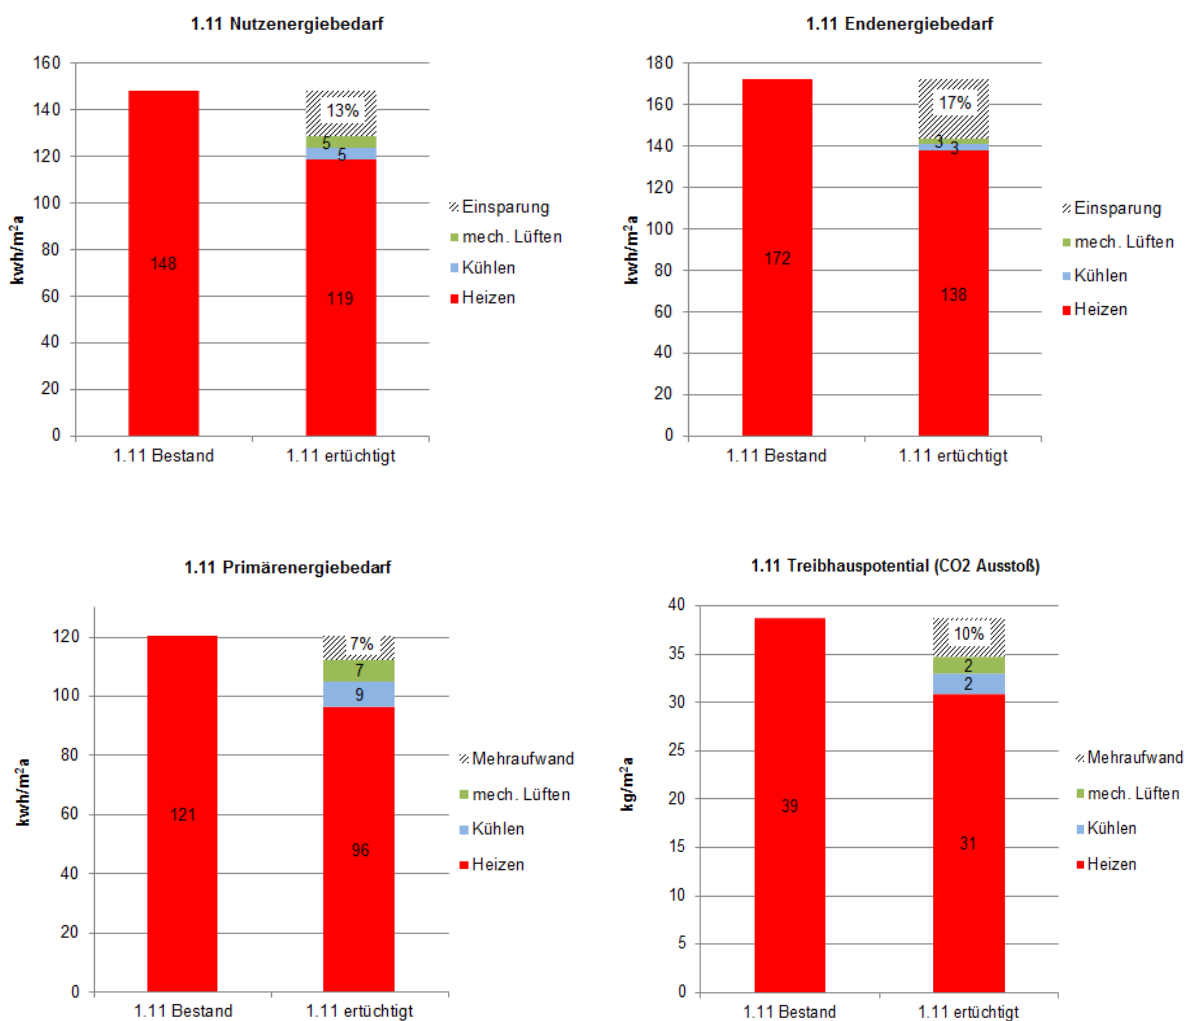 1.11 Nutzenergiebedarf
160
140
120
100
80
60
40
20
0
kwh/m²a
148
13%
5
5
119
1.11 Bestand
1.11 ertüchtigt
Einsparung
mech. Lüften
Kühlen
Heizen
1.11 Endenergiebedarf
180
160
140
120
100
80
60
40
20
0
kwh/m²a
172
17%
3
3
138
1.11 Bestand
1.11 ertüchtigt
Einsparung
mech. Lüften
Kühlen
Heizen
1.11 Primärenergiebedarf
120
100
80
60
40
20
0
kwh/m²a
121
7%
7
9
96
1.11 Bestand
1.11 ertüchtigt
Mehraufwand
mech. Lüften
Kühlen
Heizen
1.11 Treibhauspotential (CO2 Ausstoß)
40
35
30
25
20
15
10
5
0
kg/m²a
39
10%
2
2
31
1.11 Bestand
1.11 ertüchtigt
Mehraufwand
mech. Lüften
Kühlen
Heizen